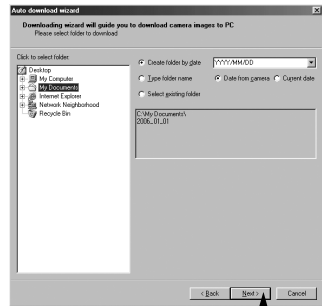 Auto download wizard
Downloading wizard will guide you to download camera images to PC
Please select folder to download
Click to select folder.
Desktop
My Computer
My Documents
Internet Explorer
Network Neighborhood
Recycle Bin
Create folder by date
YYYY/MM/DD
Type folder name
Date from camera
Current date
Select existing folder
C:\My Documents\
2006_01_01
< Back
Next >
Cancel